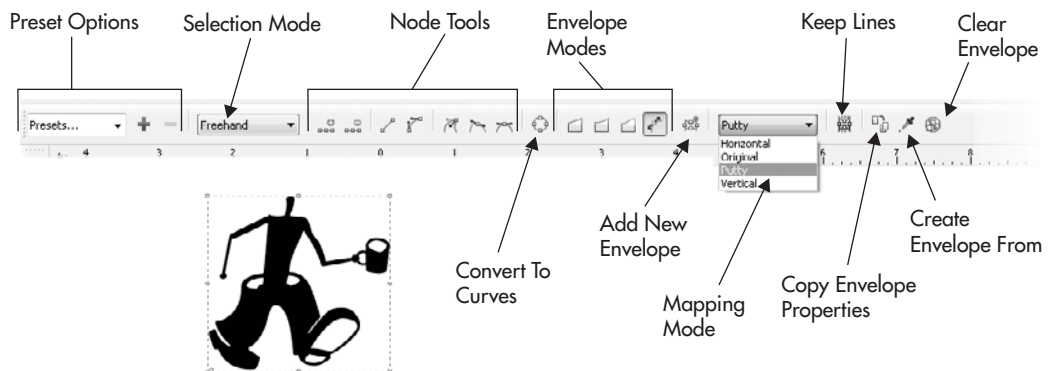 Preset Options
Selection Mode
Node Tools
Envelope
Modes
Keep Lines
Clear
Envelope
Presets...
Freehand
Putty
4 3 2 1 0 1 2 3 4 6 7 8
Horizontal
Original
Putty
Vertical
Add New
Envelope
Convert To
Curves
Mapping
Mode
Copy Envelope
Properties
Create
Envelope From